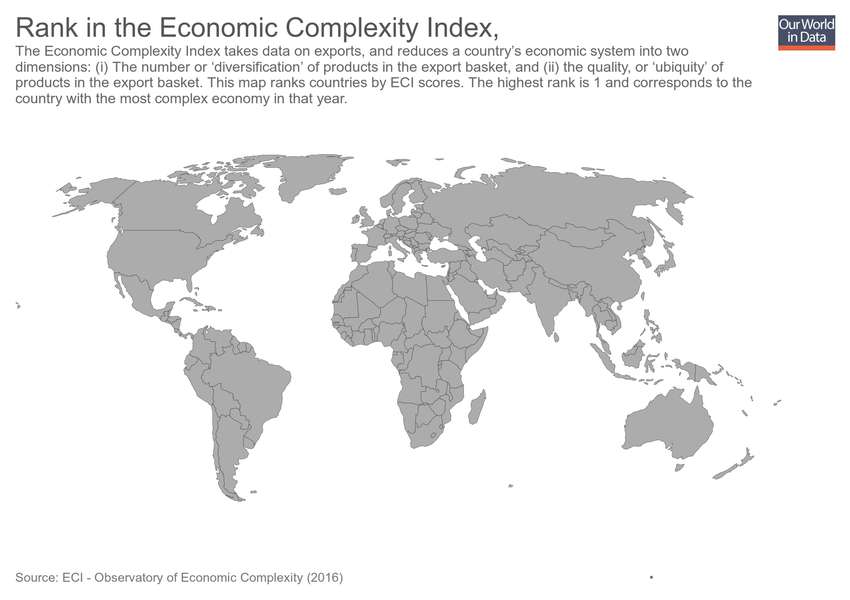 Rank in the Economic Complexity Index,
Our World
in Data
The Economic Complexity Index takes data on exports, and reduces a country's economic system into two
dimensions: (i) The number or 'diversification' of products in the export basket, and (ii) the quality, or 'ubiquity' of
products in the export basket. This map ranks countries by ECI scores. The highest rank is 1 and corresponds to the
country with the most complex economy in that year.
Source: ECI - Observatory of Economic Complexity (2016)